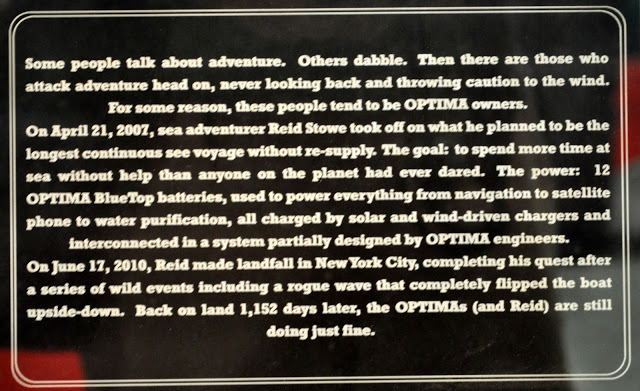 Some people talk about adventure. Others dabble. Then there are those who
attack adventure head on, never looking back and throwing caution to the wind.
For some reason, these people tend to be OPTIMA owners.
On April 21, 2007, sea adventurer Reid Stowe took off on what he planned to be the
longest continuous see voyage without re-supply. The goal: to spend more time at
sea without help than anyone on the planet had ever dared. The power: 12
OPTIMA BlueTop batteries, used to power everything from navigation to satellite
phone to water purification, all charged by solar and wind-driven chargers and
interconnected in a system partially designed by OPTIMA engineers.
On June 17, 2010, Reid made landfall in New York City, completing his quest after
a series of wild events including a rogue wave that completely flipped the boat
upside-down. Back on land 1,152 days later, the OPTIMAs (and Reid) are still
doing just fine.